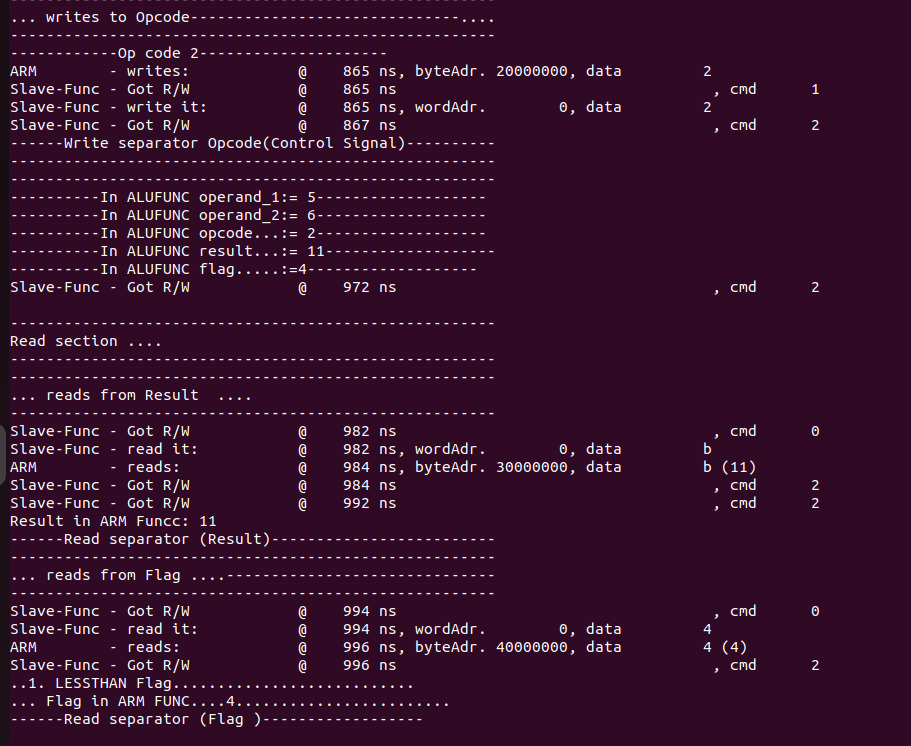 ... writes to Opcode------------------------------....
------------------------------------------------------
------------Op code 2---------------------
ARM        - writes:            @    865 ns, byteAdr. 20000000, data         2
Slave-Func - Got R/W            @    865 ns                                   , cmd      1
Slave-Func - write it:          @    865 ns, wordAdr.        0, data         2
Slave-Func - Got R/W            @    867 ns                                   , cmd      2
------Write separator Opcode(Control Signal)----------
------------------------------------------------------
------------------------------------------------------
----------In ALUFUNC operand_1:= 5-------------------
----------In ALUFUNC operand_2:= 6-------------------
----------In ALUFUNC opcode...:= 2-------------------
----------In ALUFUNC result...:= 11-------------------
----------In ALUFUNC flag.....:=4-------------------
Slave-Func - Got R/W            @    972 ns                                   , cmd      2
------------------------------------------------------
Read section ....
------------------------------------------------------
------------------------------------------------------
... reads from Result  ....
------------------------------------------------------
Slave-Func - Got R/W            @    982 ns                                   , cmd      0
Slave-Func - read it:           @    982 ns, wordAdr.        0, data         b
ARM        - reads:             @    984 ns, byteAdr. 30000000, data         b (11)
Slave-Func - Got R/W            @    984 ns                                   , cmd      2
Slave-Func - Got R/W            @    992 ns                                   , cmd      2
Result in ARM Funcc: 11
------Read separator (Result)-------------------------
------------------------------------------------------
... reads from Flag ....------------------------------
------------------------------------------------------
Slave-Func - Got R/W            @    994 ns                                   , cmd      0
Slave-Func - read it:           @    994 ns, wordAdr.        0, data         4
ARM        - reads:             @    996 ns, byteAdr. 40000000, data         4 (4)
Slave-Func - Got R/W            @    996 ns                                   , cmd      2
..1. LESSTHAN Flag...........................
... Flag in ARM FUNC....4........................
------Read separator (Flag )------------------